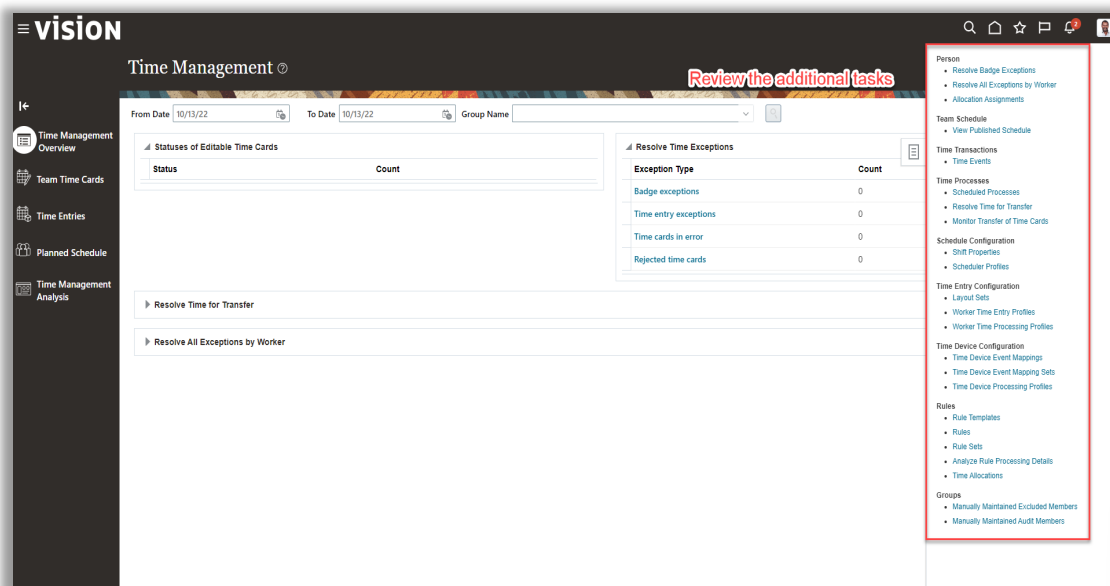 vision
2
Time Management
Review the additional tasks
Time Management
Overview
Team Time Cards
Time Entries
Planned Schedule
Time Management
Analysis
From Date 10/13/22 To Date 10/13/22 Group Name
Statuses of Editable Time Cards
Status Count
Resolve Time Exceptions
Exception Type Count
Badge exceptions 0
Time entry exceptions 0
Time cards in error 0
Rejected time cards 0
Resolve Time for Transfer
Resolve All Exceptions by Worker
Person
Resolve Badge Exceptions
Resolve All Exceptions by Worker
Allocation Assignments
Team Schedule
View Published Schedule
Time Transactions
Time Events
Time Processes
Scheduled Processes
Resolve Time for Transfer
Monitor Transfer of Time Cards
Schedule Configuration
Shift Properties
Scheduler Profiles
Time Entry Configuration
Layout Sets
Worker Time Entry Profiles
Worker Time Processing Profiles
Time Device Configuration
Time Device Event Mappings
Time Device Event Mapping Sets
Time Device Processing Profiles
Rules
Rule Templates
Rules
Rule Sets
Analyze Rule Processing Details
Time Allocations
Groups
Manually Maintained Excluded Members
Manually Maintained Audit Members